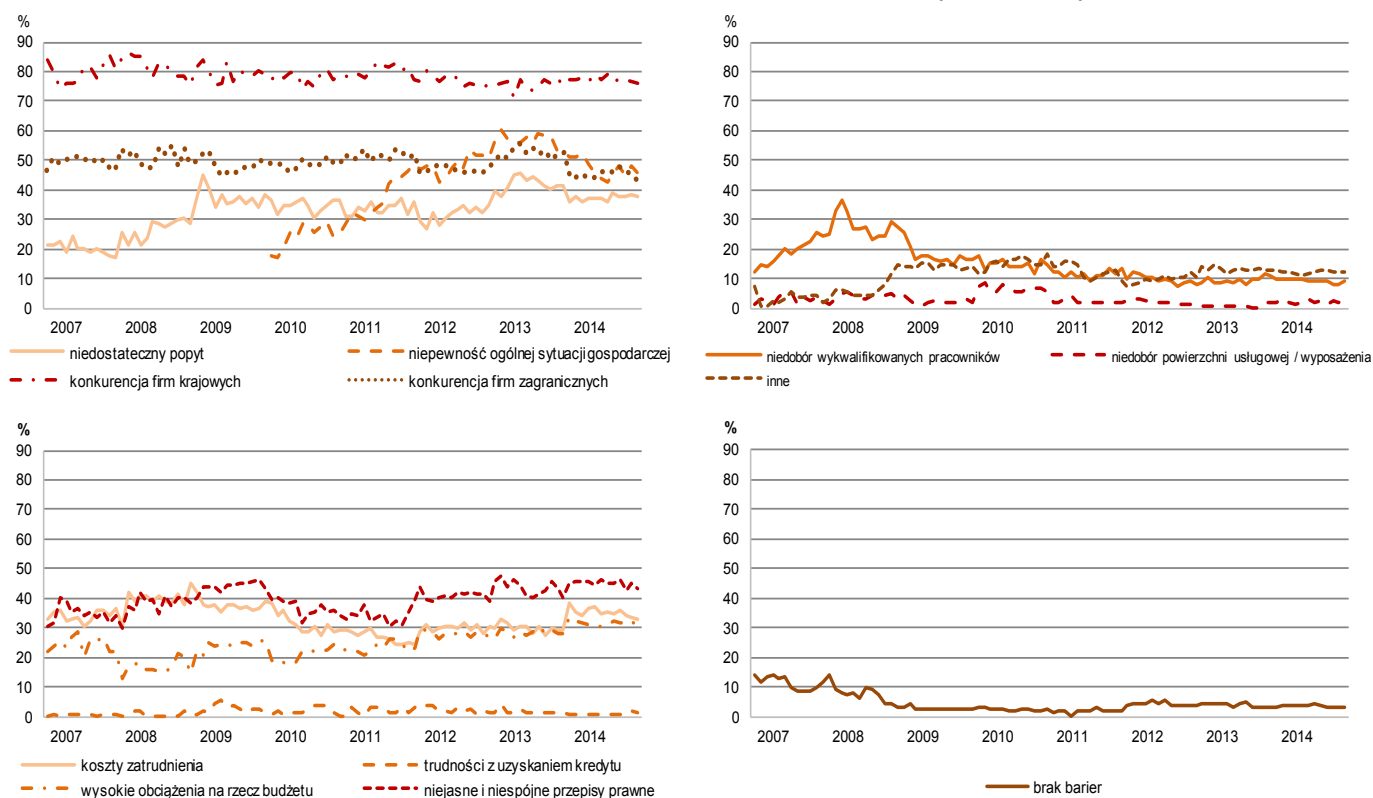 %
90
80
70
60
50
40
30
20
10
0
2007 2008 2009 2010 2011 2012 2013 2014
niedostateczny popyt
niepewność ogólnej sytuacji gospodarczej
konkurencja firm krajowych
konkurencja firm zagranicznych
%
90
80
70
60
50
40
30
20
10
0
2007 2008 2009 2010 2011 2012 2013 2014
niedobór wykwalifikowanych pracowników
niedobór powierzchni usługowej / wyposażenia
inne
%
90
80
70
60
50
40
30
20
10
0
2007 2008 2009 2010 2011 2012 2013 2014
koszty zatrudnienia
trudności z uzyskaniem kredytu
wysokie obciążenia na rzecz budżetu
niejasne i niespójne przepisy prawne
%
90
80
70
60
50
40
30
20
10
0
2007 2008 2009 2010 2011 2012 2013 2014
brak barier